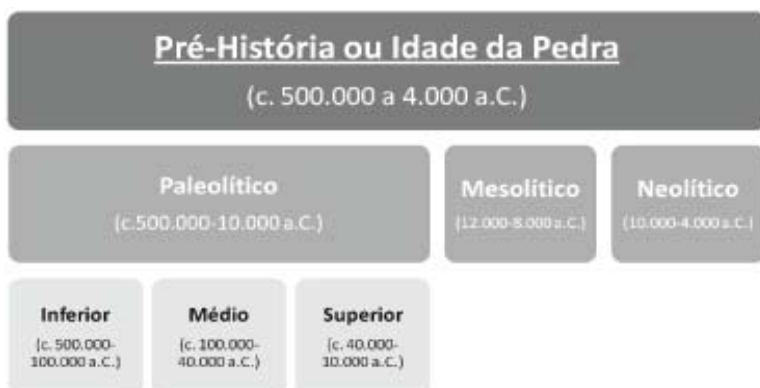 Pré-História ou Idade da Pedra
(c. 500.000 a 4.000 a.C.)
Paleolítico
(c.500.000-10.000 a.C.)
Mesolítico
(12.000-8.000 a.C.)
Neolítico
(10.000-4.000 a.C.)
Inferior
(c. 500.000-
100.000 a.C.)
Médio
(c. 100.000-
40.000 a.C.)
Superior
(c. 40.000-
10.000 a.C.)